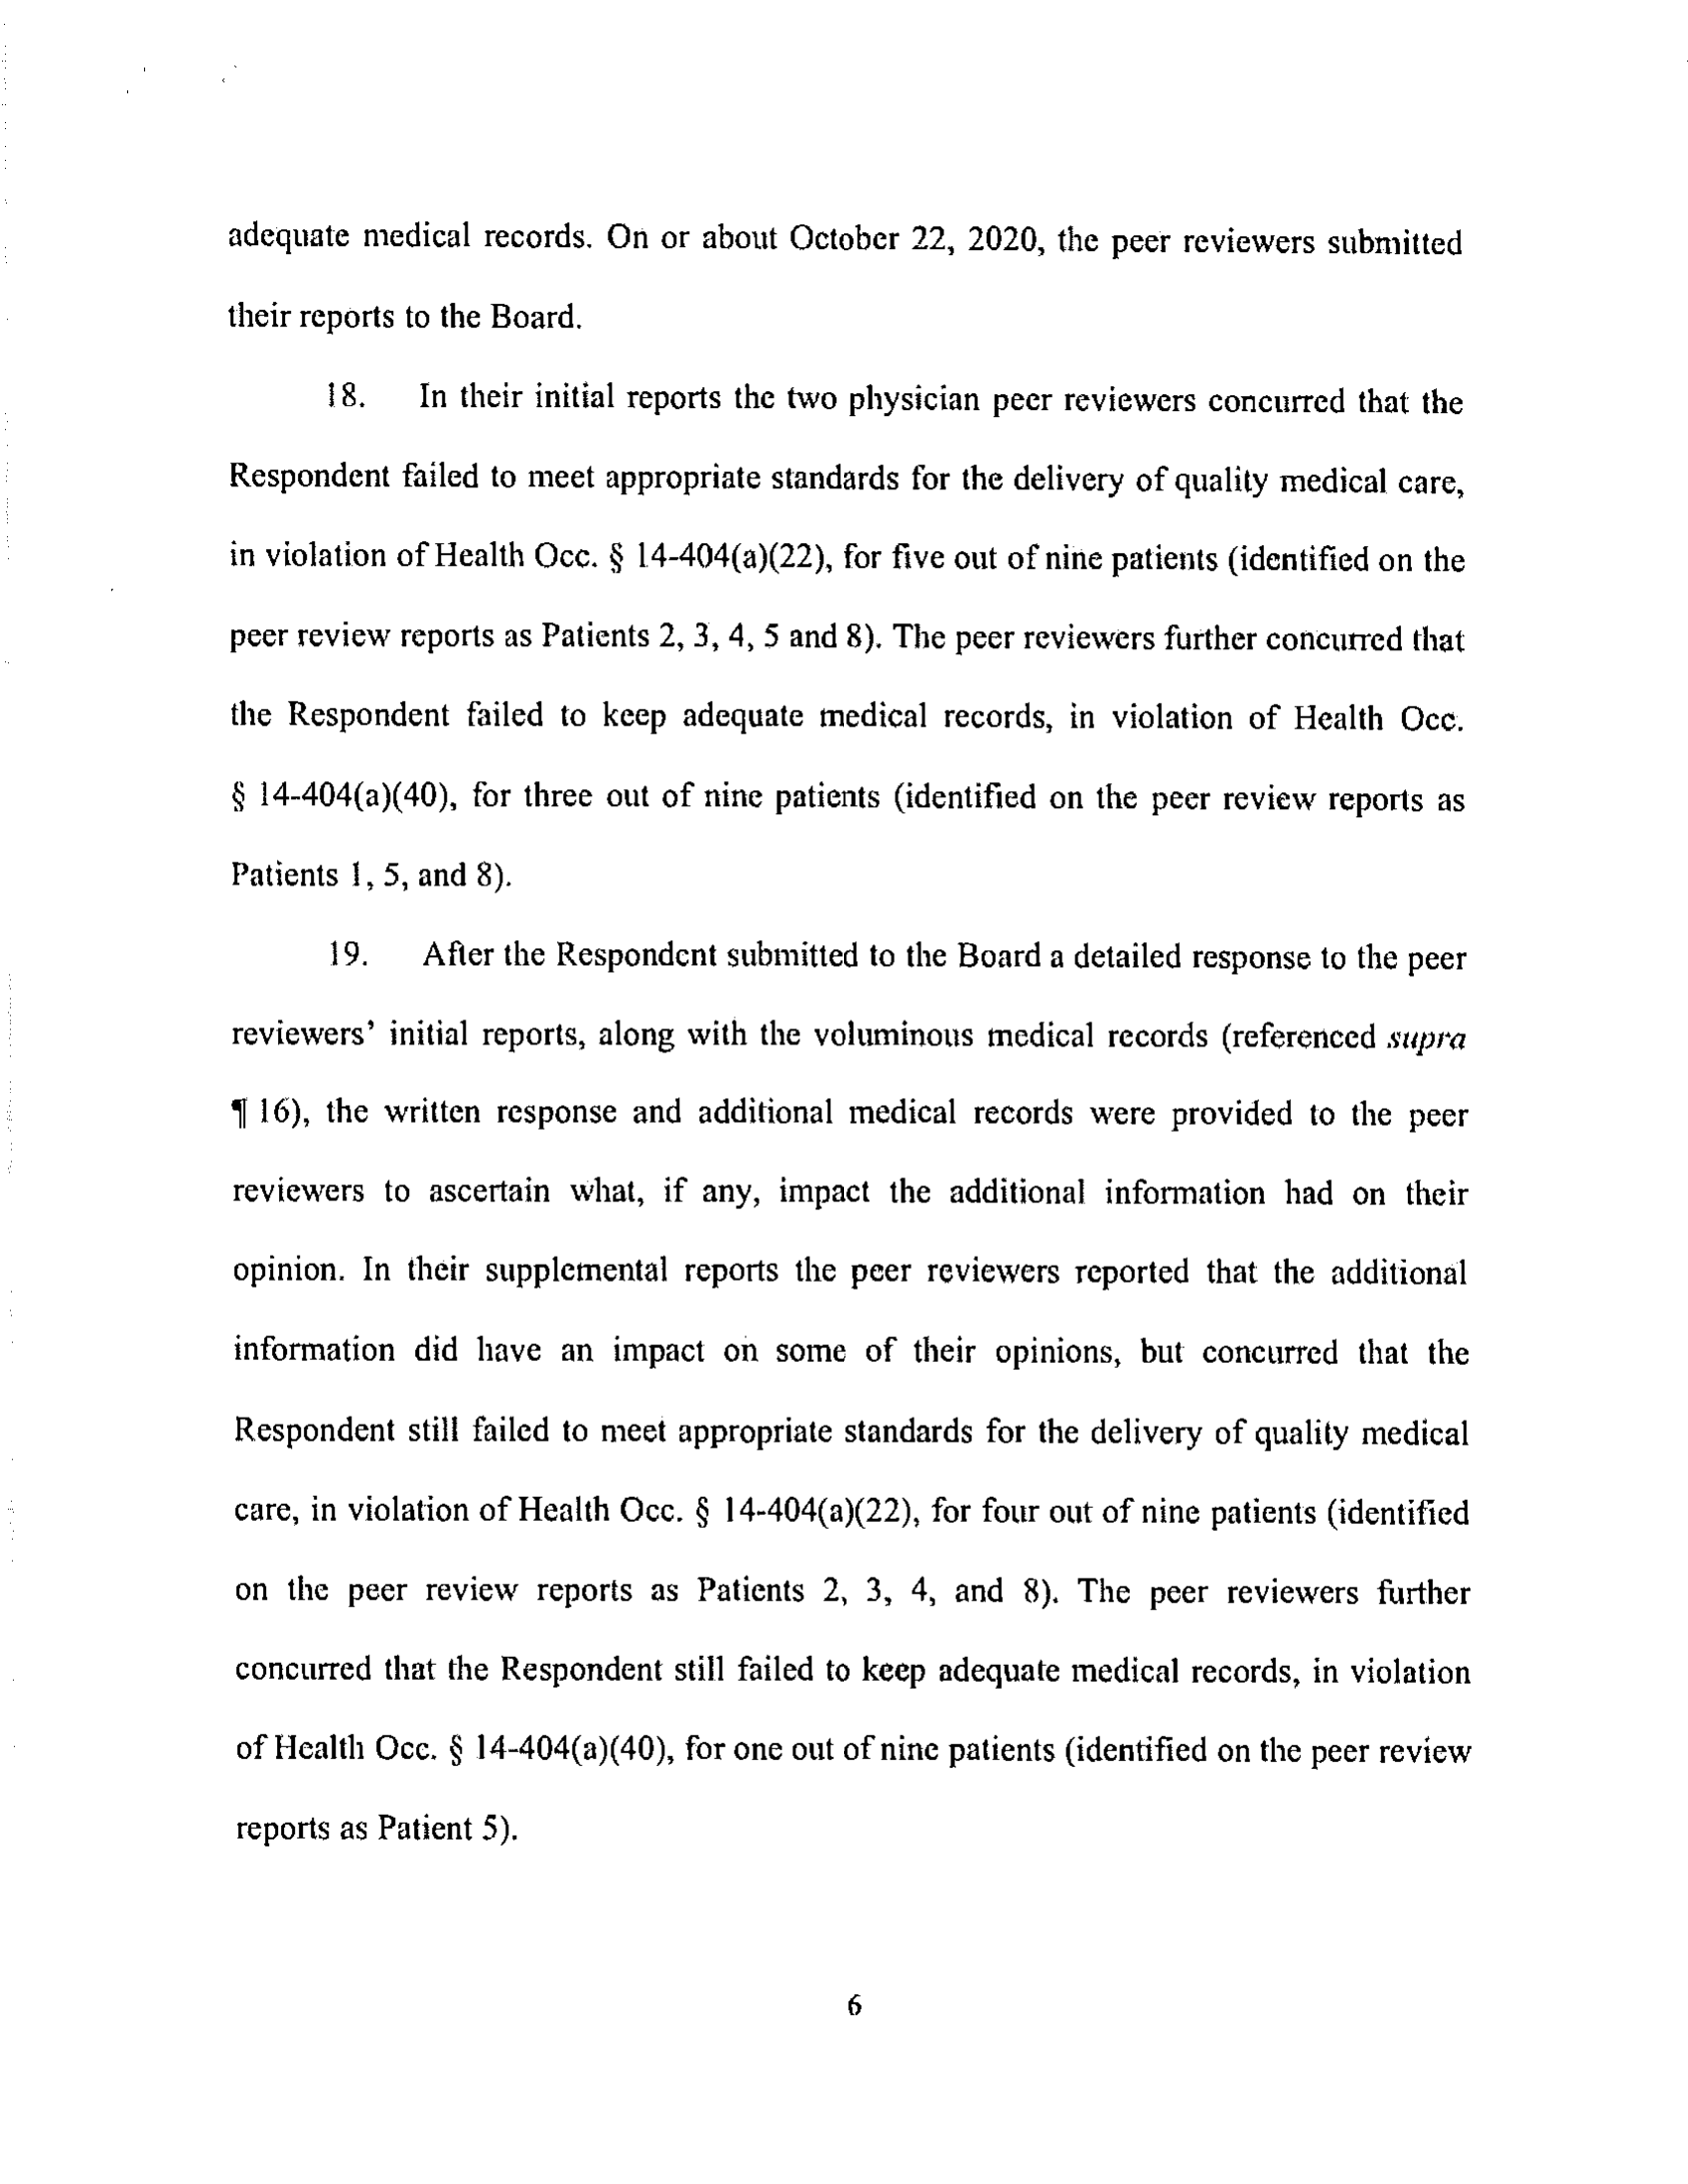 adequate medical records. On or about October 22, 2020, the peer reviewers submitted
their reports to the Board.
18. In their initial reports the two physician peer reviewers concurred that the
Respondent failed to meet appropriate standards for the delivery of quality medical care,
in violation of Health Occ. § 14-404(a)(22), for five out of nine patients (identified on the
peer review reports as Patients 2, 3, 4, 5 and 8). The peer reviewers further concurred that
the Respondent failed to keep adequate medical records, in violation of Health Occ.
§ 14-404(a)(40), for three out of nine patients (identified on the peer review reports as
Patients 1, 5, and 8).
19. After the Respondent submitted to the Board a detailed response to the peer
reviewers’ initial reports, along with the voluminous medical records (referenced supra
¶ 16), the written response and additional medical records were provided to the peer
reviewers to ascertain what, if any, impact the additional information had on their
opinion. In their supplemental reports the peer reviewers reported that the additional
information did have an impact on some of their opinions, but concurred that the
Respondent still failed to meet appropriate standards for the delivery of quality medical
care, in violation of Health Occ. § 14-404(a)(22), for four out of nine patients (identified
on the peer review reports as Patients 2, 3, 4, and 8). The peer reviewers further
concurred that the Respondent still failed to keep adequate medical records, in violation
of Health Occ. § 14-404(a)(40), for one out of nine patients (identified on the peer review
reports as Patient 5).
6